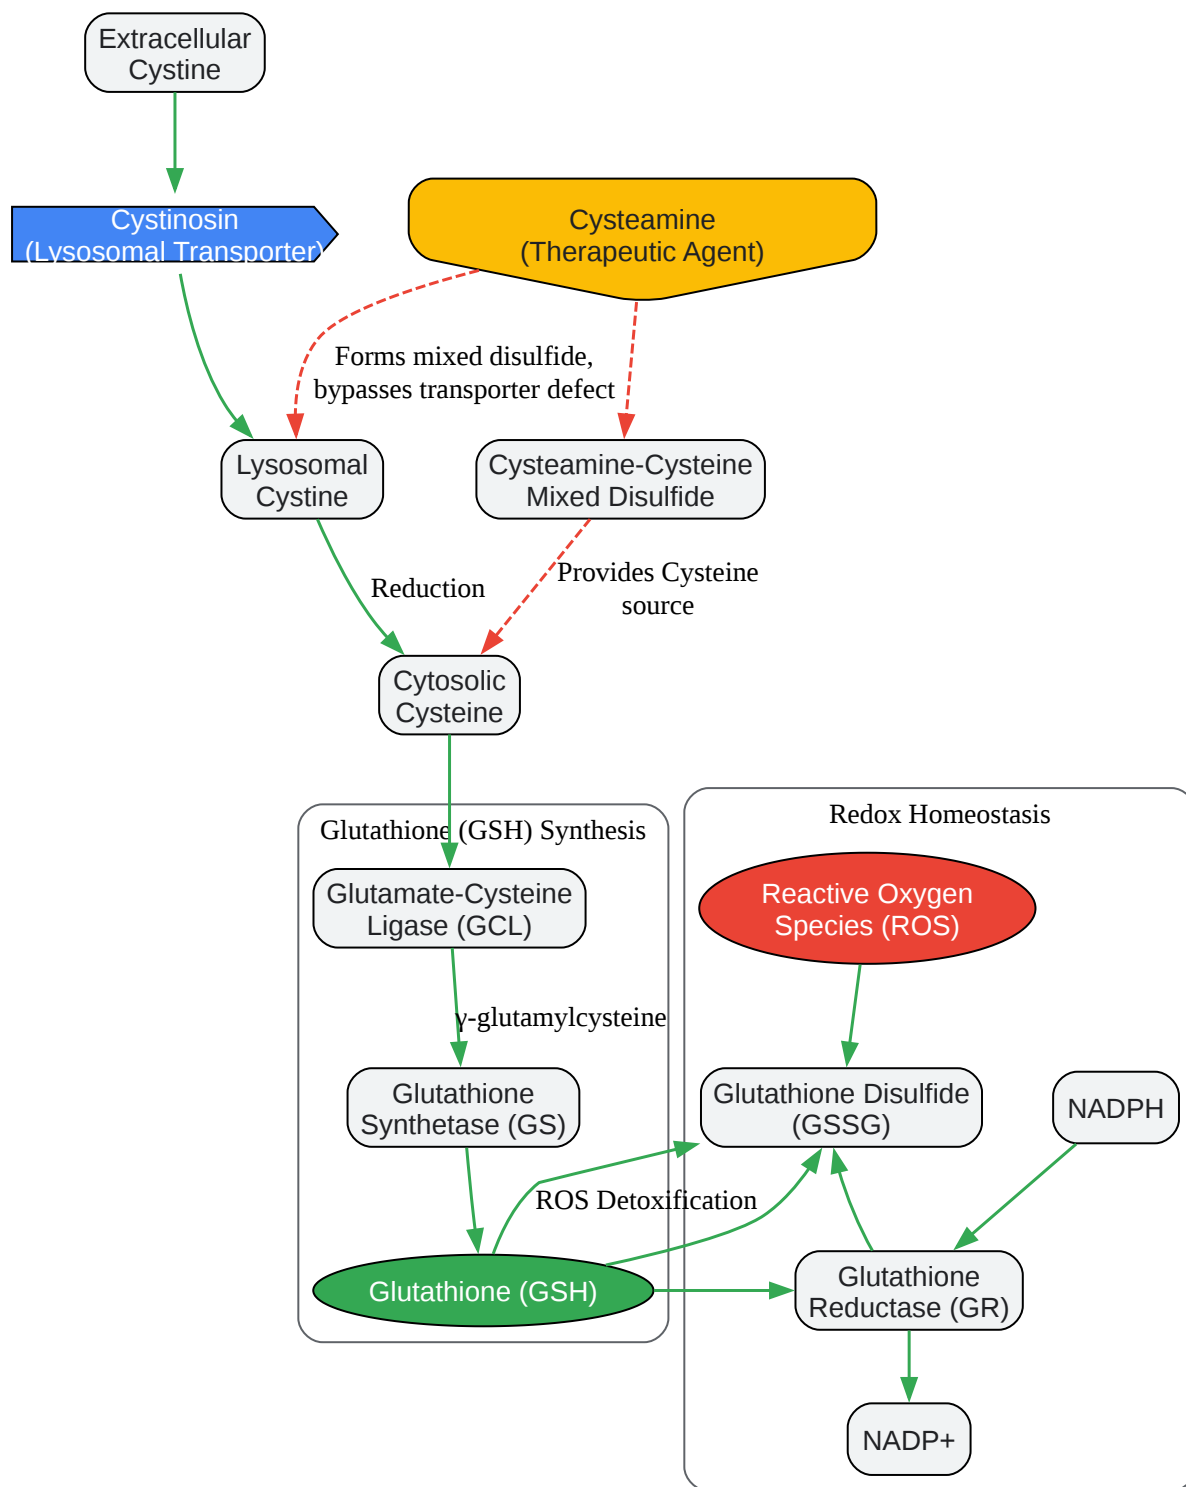 Extracellular
Cystine
Cystinosin
(Lysosomal Transporter)
Cysteamine
(Therapeutic Agent)
Forms mixed disulfide,
bypasses transporter defect
Lysosomal
Cystine
Cysteamine-Cysteine
Mixed Disulfide
Reduction
Provides Cysteine
source
Cytosolic
Cysteine
Glutathione (GSH) Synthesis
Redox Homeostasis
Glutamate-Cysteine
Ligase (GCL)
Reactive Oxygen
Species (ROS)
γ-glutamylcysteine
Glutathione
Synthetase (GS)
Glutathione Disulfide
(GSSG)
NADPH
ROS Detoxification
Glutathione (GSH)
Glutathione
Reductase (GR)
NADP+